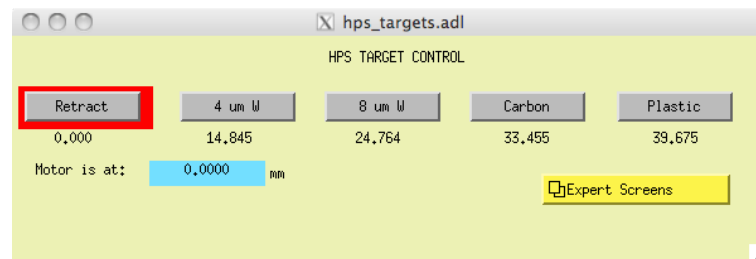 hps_targets.adl
HPS TARGET CONTROL
Retract 4 um W 8 um W Carbon Plastic
0.000 14.845 24.764 33.455 39.675
Motor is at: 0.0000 mm
Expert Screens